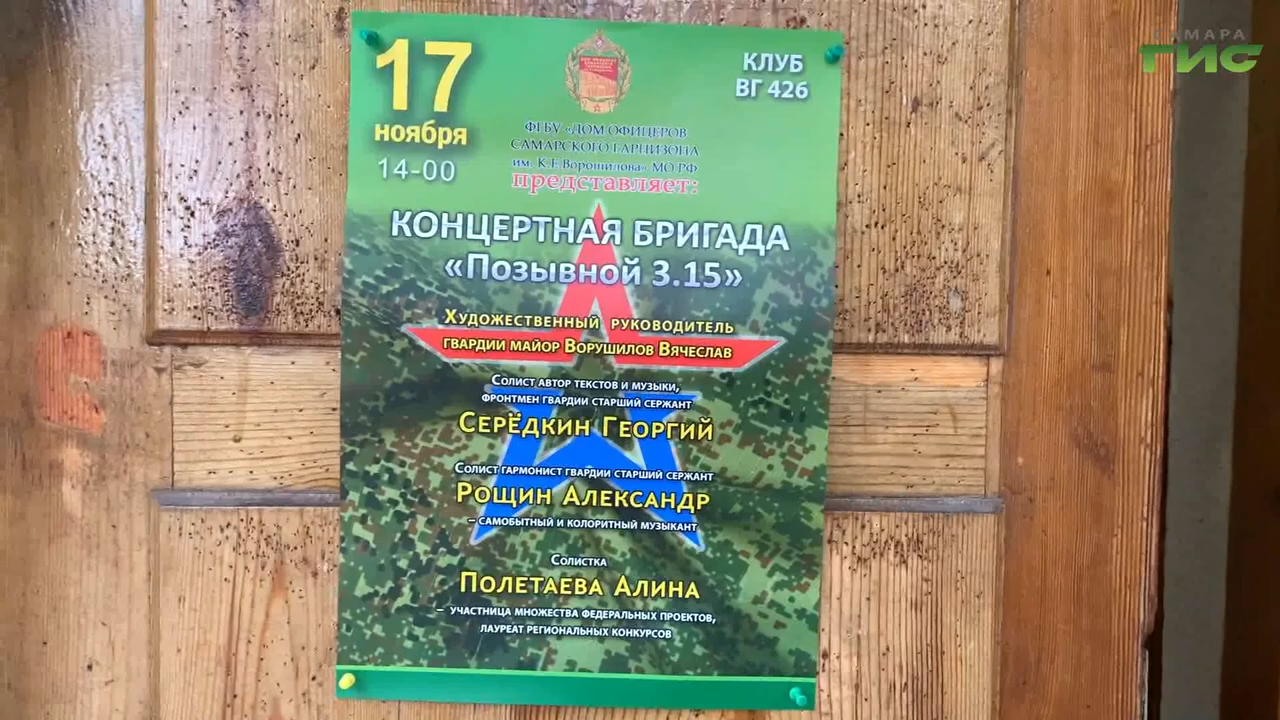 САМАРА
ГИС
17
ноября
14-00
КЛУБ
ВГ 426
ФГБУ «ДОМ ОФИЦЕРОВ
САМАРСКОГО ГАРНИЗОНА
им. К.Е.Ворошилова» МО РФ
представляет:
КОНЦЕРТНАЯ БРИГАДА
«Позывной 3.15»
Художественный руководитель
гвардии майор Ворушилов Вячеслав
Солист автор текстов и музыки,
фронтмен гвардии старший сержант
Серёдкин Георгий
Солист гармонист гвардии старший сержант
Рощин Александр
– самобытный и колоритный музыкант
Солистка
Полетаева Алина
– участница множества федеральных проектов,
лауреат региональных конкурсов